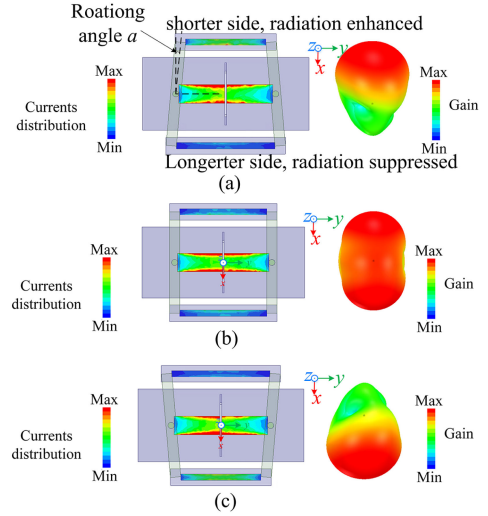 Roationg
angle a
shorter side, radiation enhanced
Max
Currents
distribution
Min
z
y
x
Max
Gain
Min
Longerter side, radiation suppressed
(a)
Max
Currents
distribution
Min
z
y
x
Max
Gain
Min
(b)
Max
Currents
distribution
Min
z
y
x
Max
Gain
Min
(c)